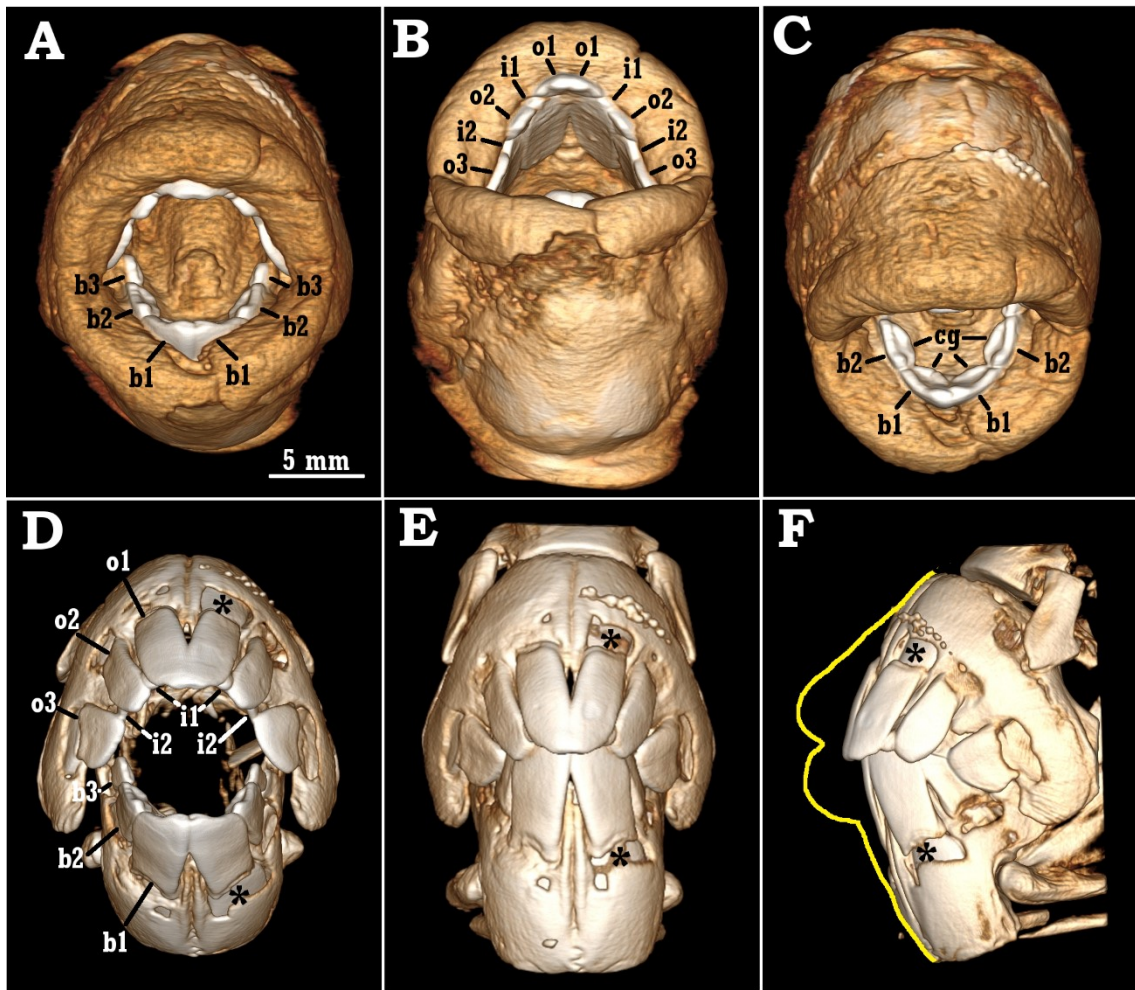 A
b3
b3
b2
b2
b1
b1
5 mm
B
o1 o1
i1 i1
o2 o2
i2 i2
o3 o3
C
cg
b2 b2
b1 b1
D
o1
*
o2
o3
i1
i2 i2
b3
b2
*
b1
E
*
*
F
*
*